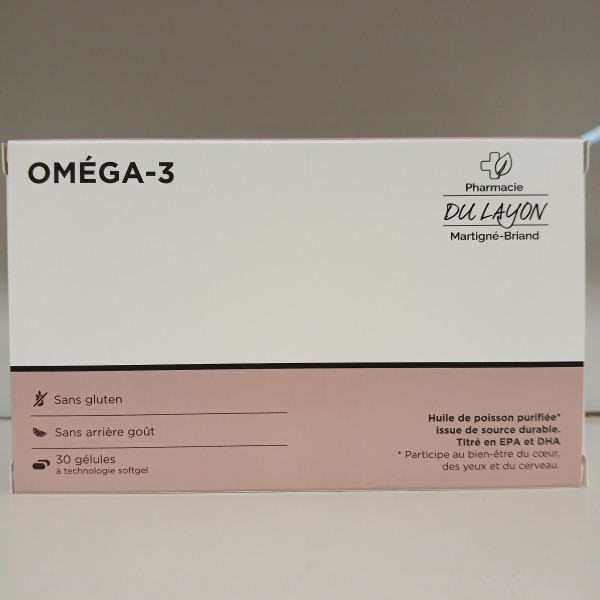 OMÉGA-3
Pharmacie
DU LAYON
Martigné-Briand
Sans gluten
Sans arrière goût
30 gélules
à technologie softgel
Huile de poisson purifiée*
issue de source durable.
Titré en EPA et DHA
* Participe au bien-être du cœur,
des yeux et du cerveau.